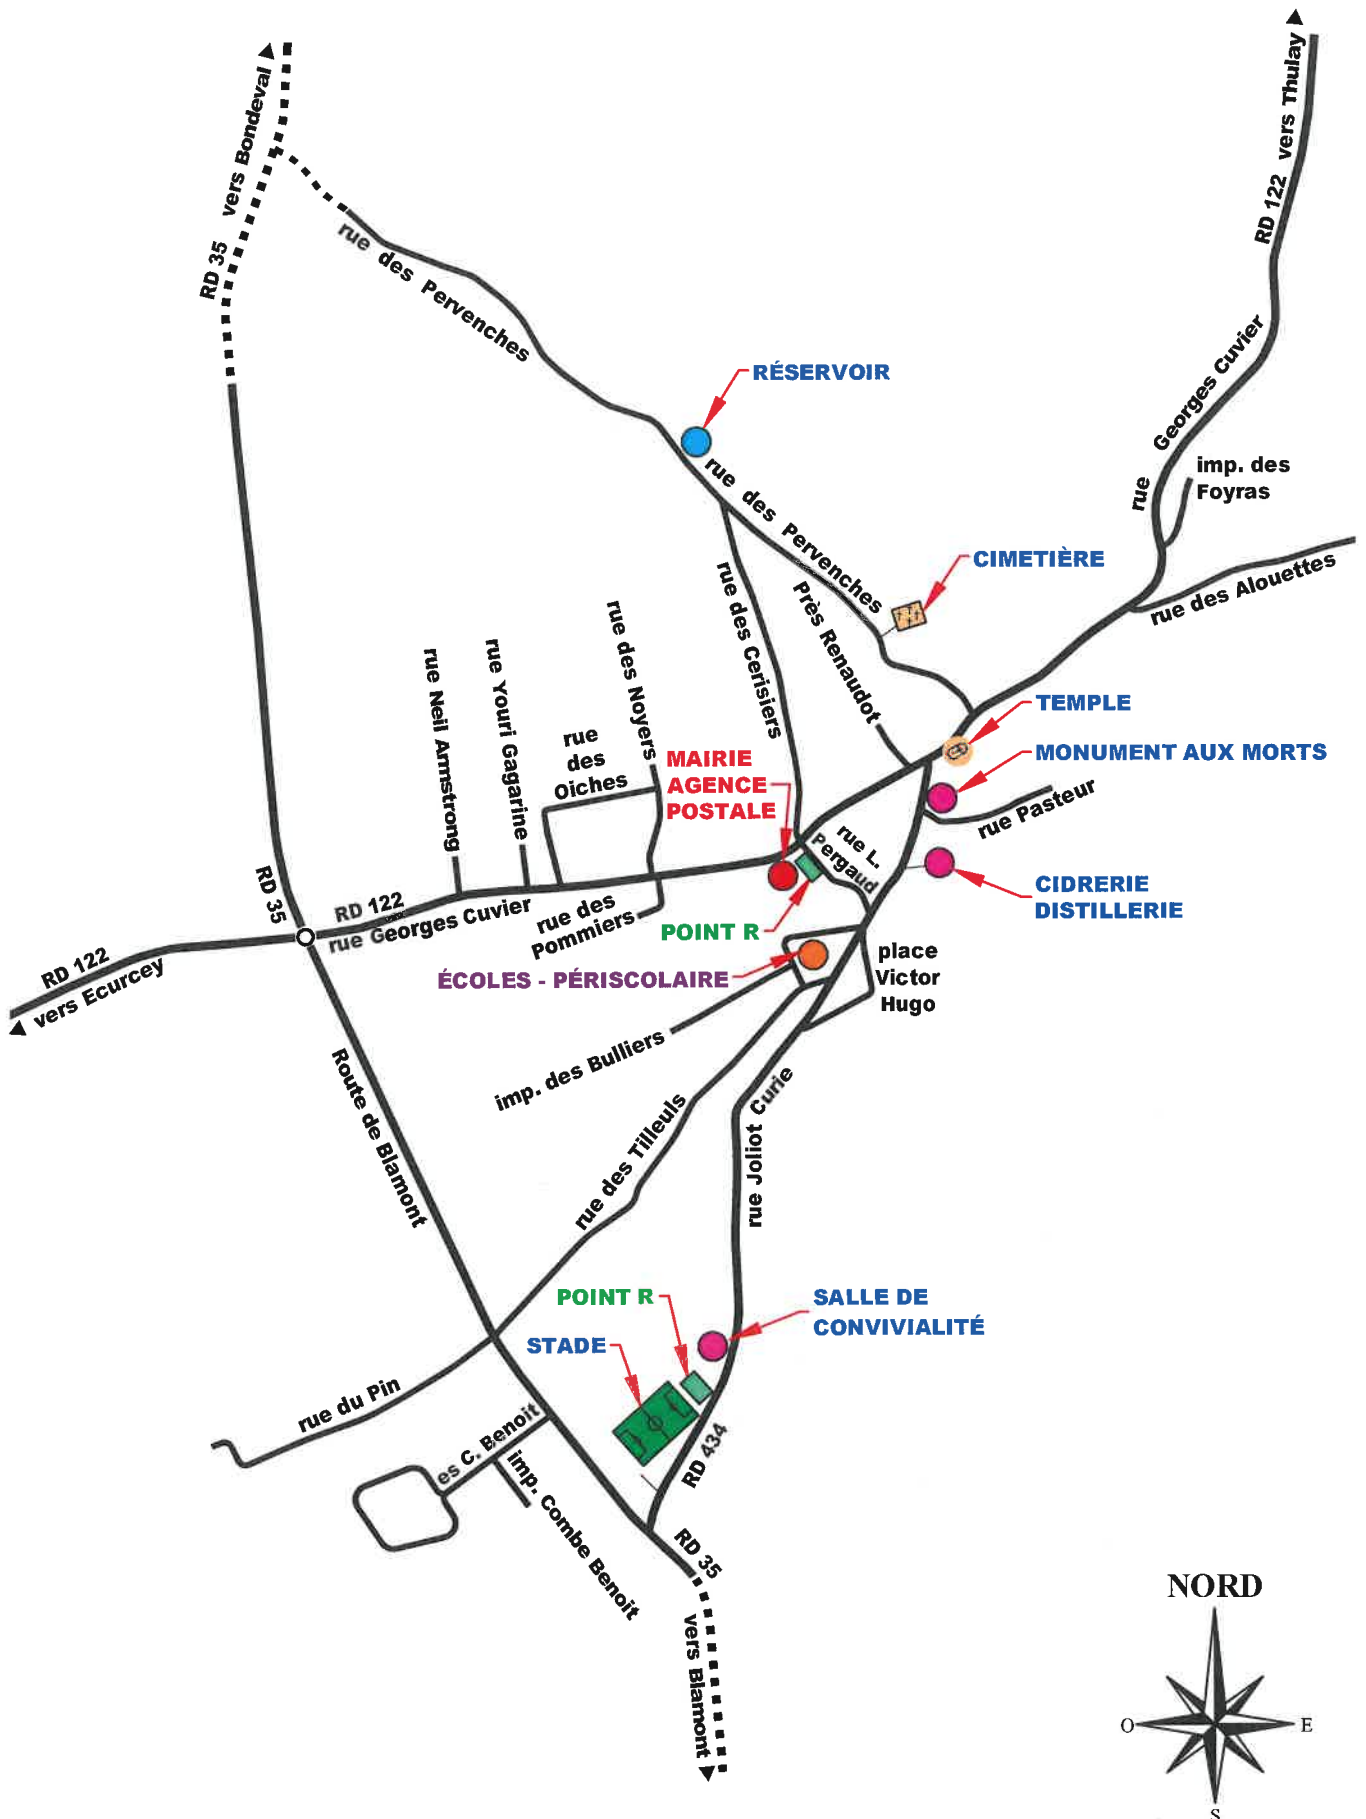 RD 35 vers Bondeval
RD 122 vers Thulay
rue des Pervenches
RÉSERVOIR
rue Georges Cuvier
imp. des
Foyras
rue des Pervenches
CIMETIÈRE
rue des Alouettes
rue des Cerisiers
Près Renaudot
rue Neil Armstrong
rue Youri Gagarine
rue des Noyers
rue
des
Oiches
TEMPLE
MONUMENT AUX MORTS
MAIRIE
AGENCE
POSTALE
rue Pasteur
rue L.
Pergaud
CIDRERIE
DISTILLERIE
RD 35
RD 122
rue Georges Cuvier
rue des
Pommiers
POINT R
RD 122
vers Ecurcey
ÉCOLES - PÉRISCOLAIRE
place
Victor
Hugo
imp. des Bulliers
Route de Blamont
rue des Tilleuls
rue Joliot Curie
POINT R
SALLE DE
CONVIVIALITÉ
STADE
rue du Pin
es C. Benoit
imp. Combe Benoit
RD 434
RD 35
vers Blamont
NORD
O
E
S